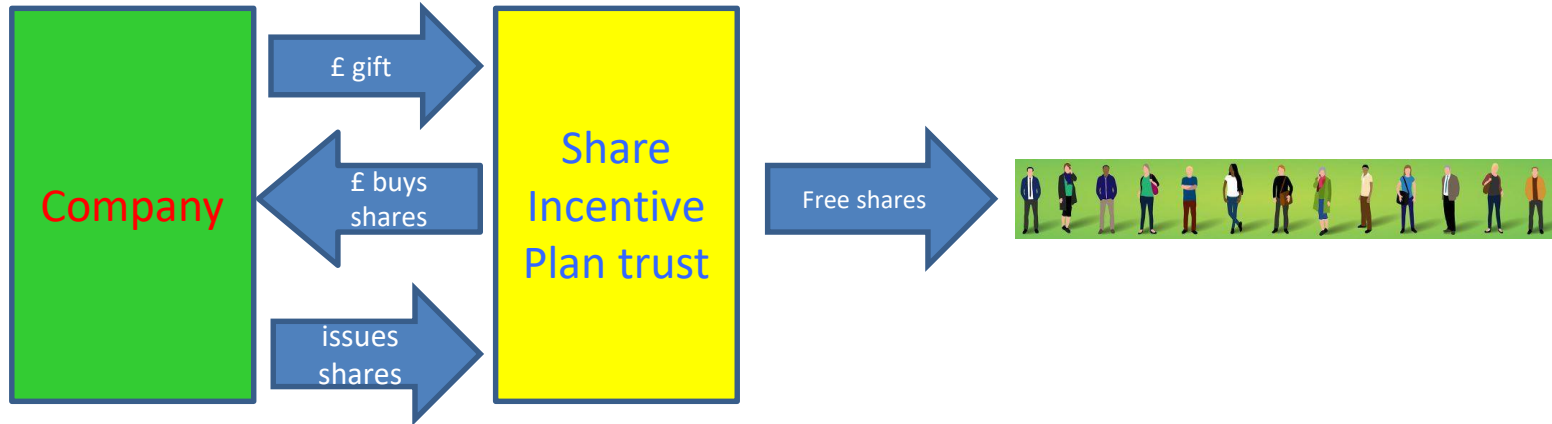 Company
£ gift
£ buys
shares
issues
shares
Share
Incentive
Plan trust
Free shares